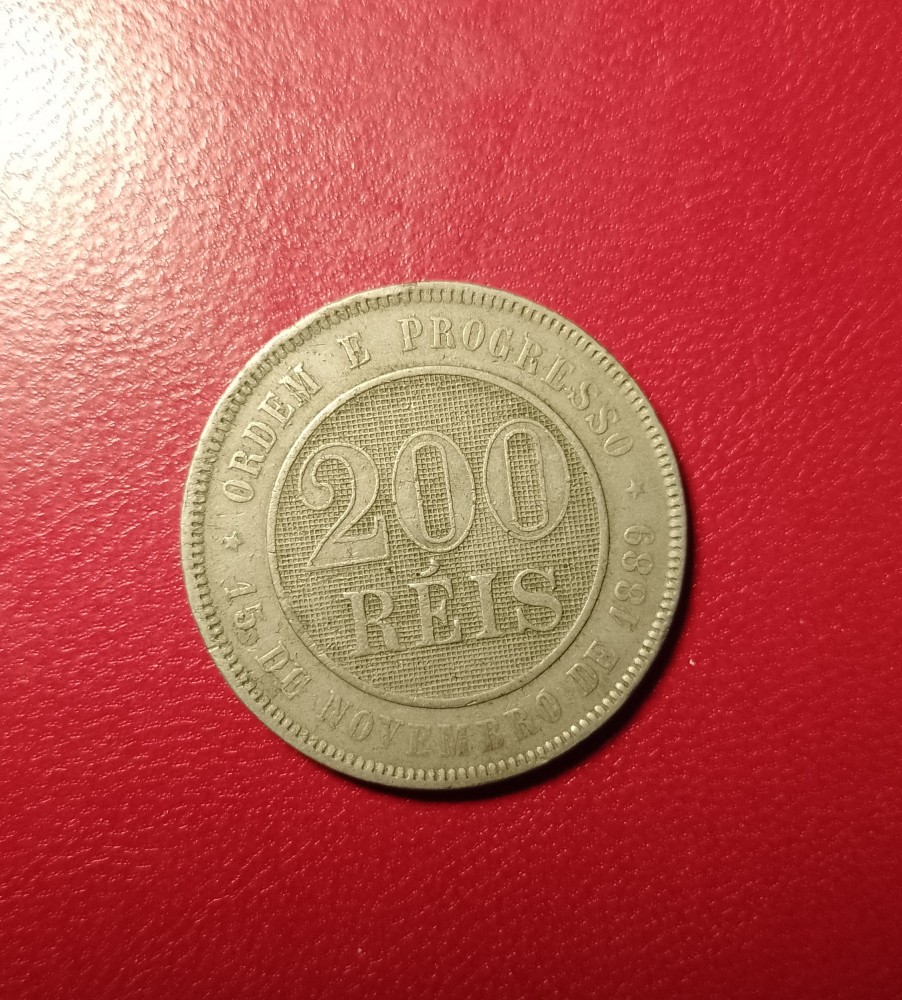 ORDEM E PROGRESSO
200
RÉIS
15 DE NOVEMBRO DE 1889